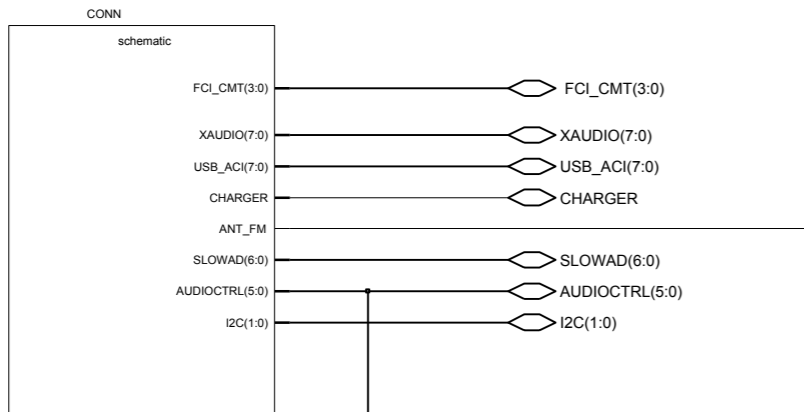 CONN
schematic
FCI_CMT(3:0) FCI_CMT(3:0)
XAUDIO(7:0) XAUDIO(7:0)
USB_ACI(7:0) USB_ACI(7:0)
CHARGER CHARGER
ANT_FM
SLOWAD(6:0) SLOWAD(6:0)
AUDIOCTRL(5:0) AUDIOCTRL(5:0)
I2C(1:0) I2C(1:0)